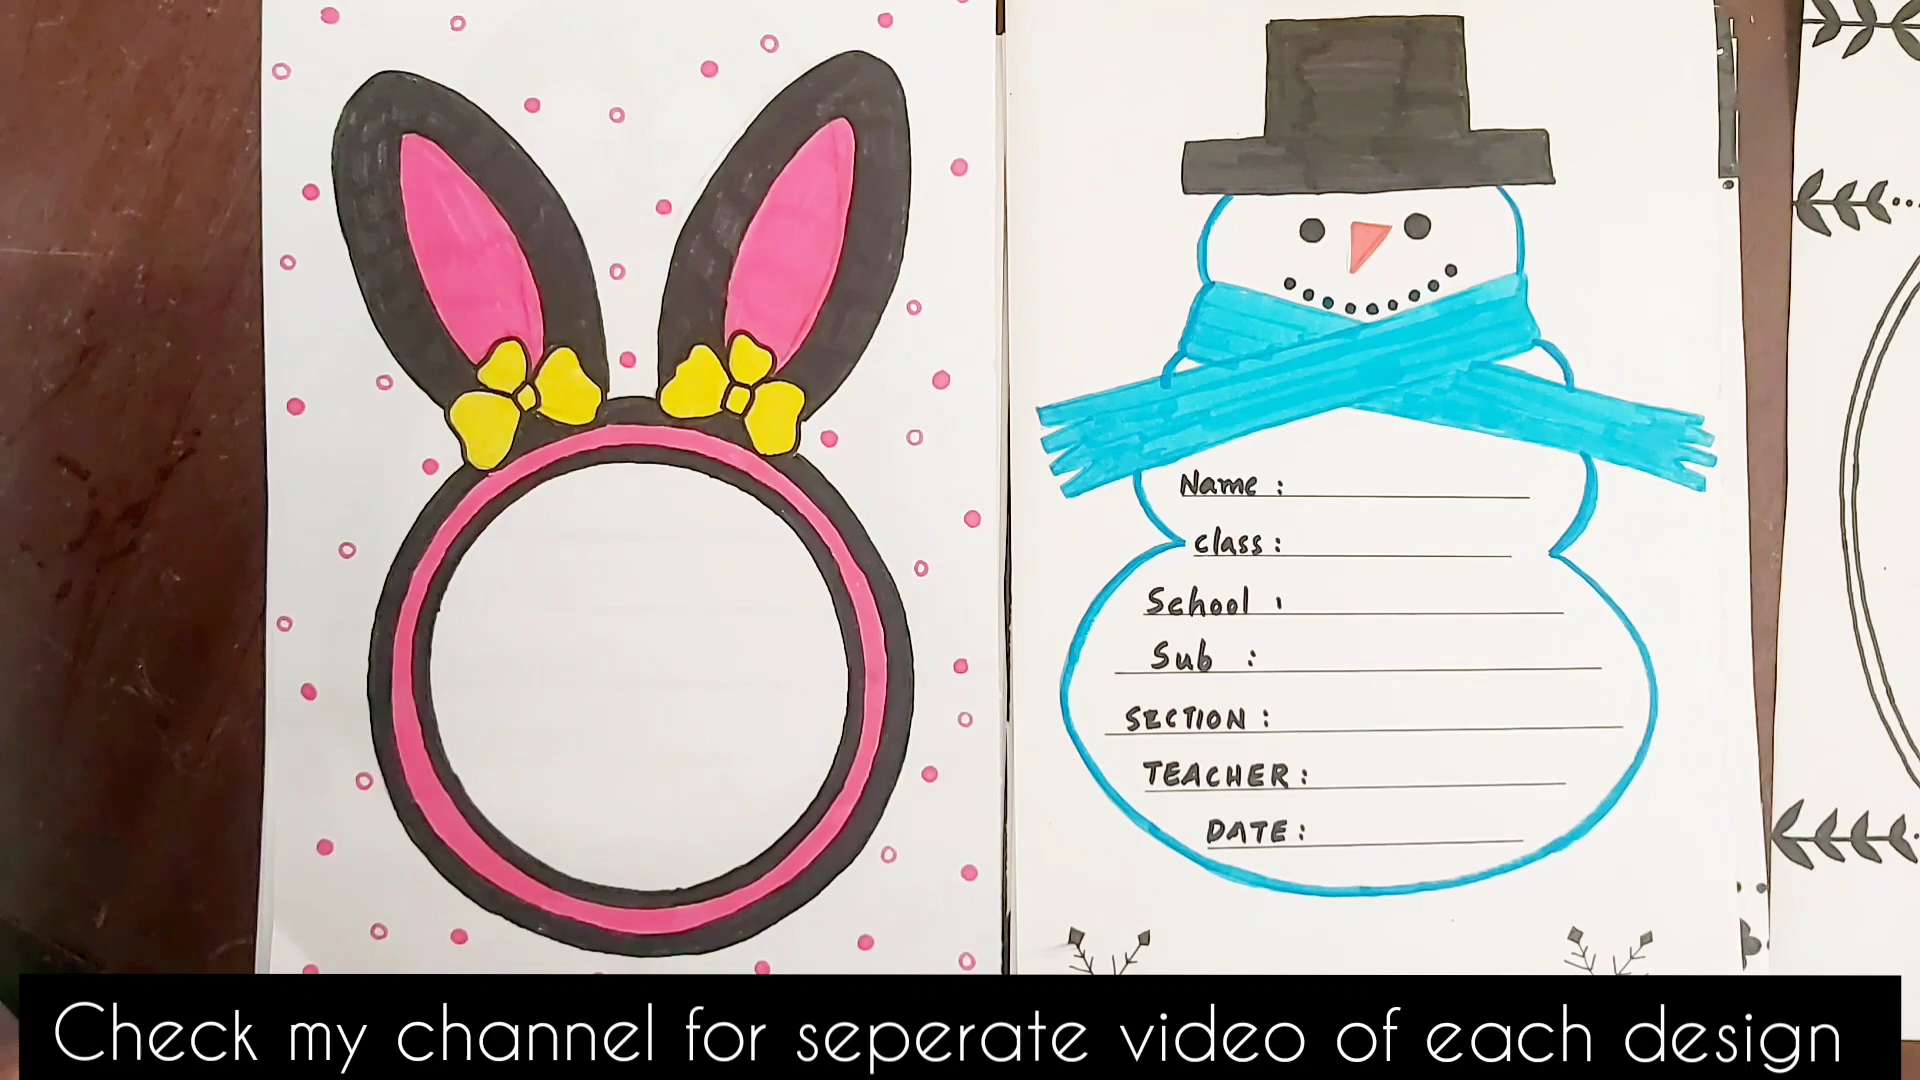 Name :
class :
School :
Sub :
SECTION :
TEACHER :
DATE :
Check my channel for seperate video of each design